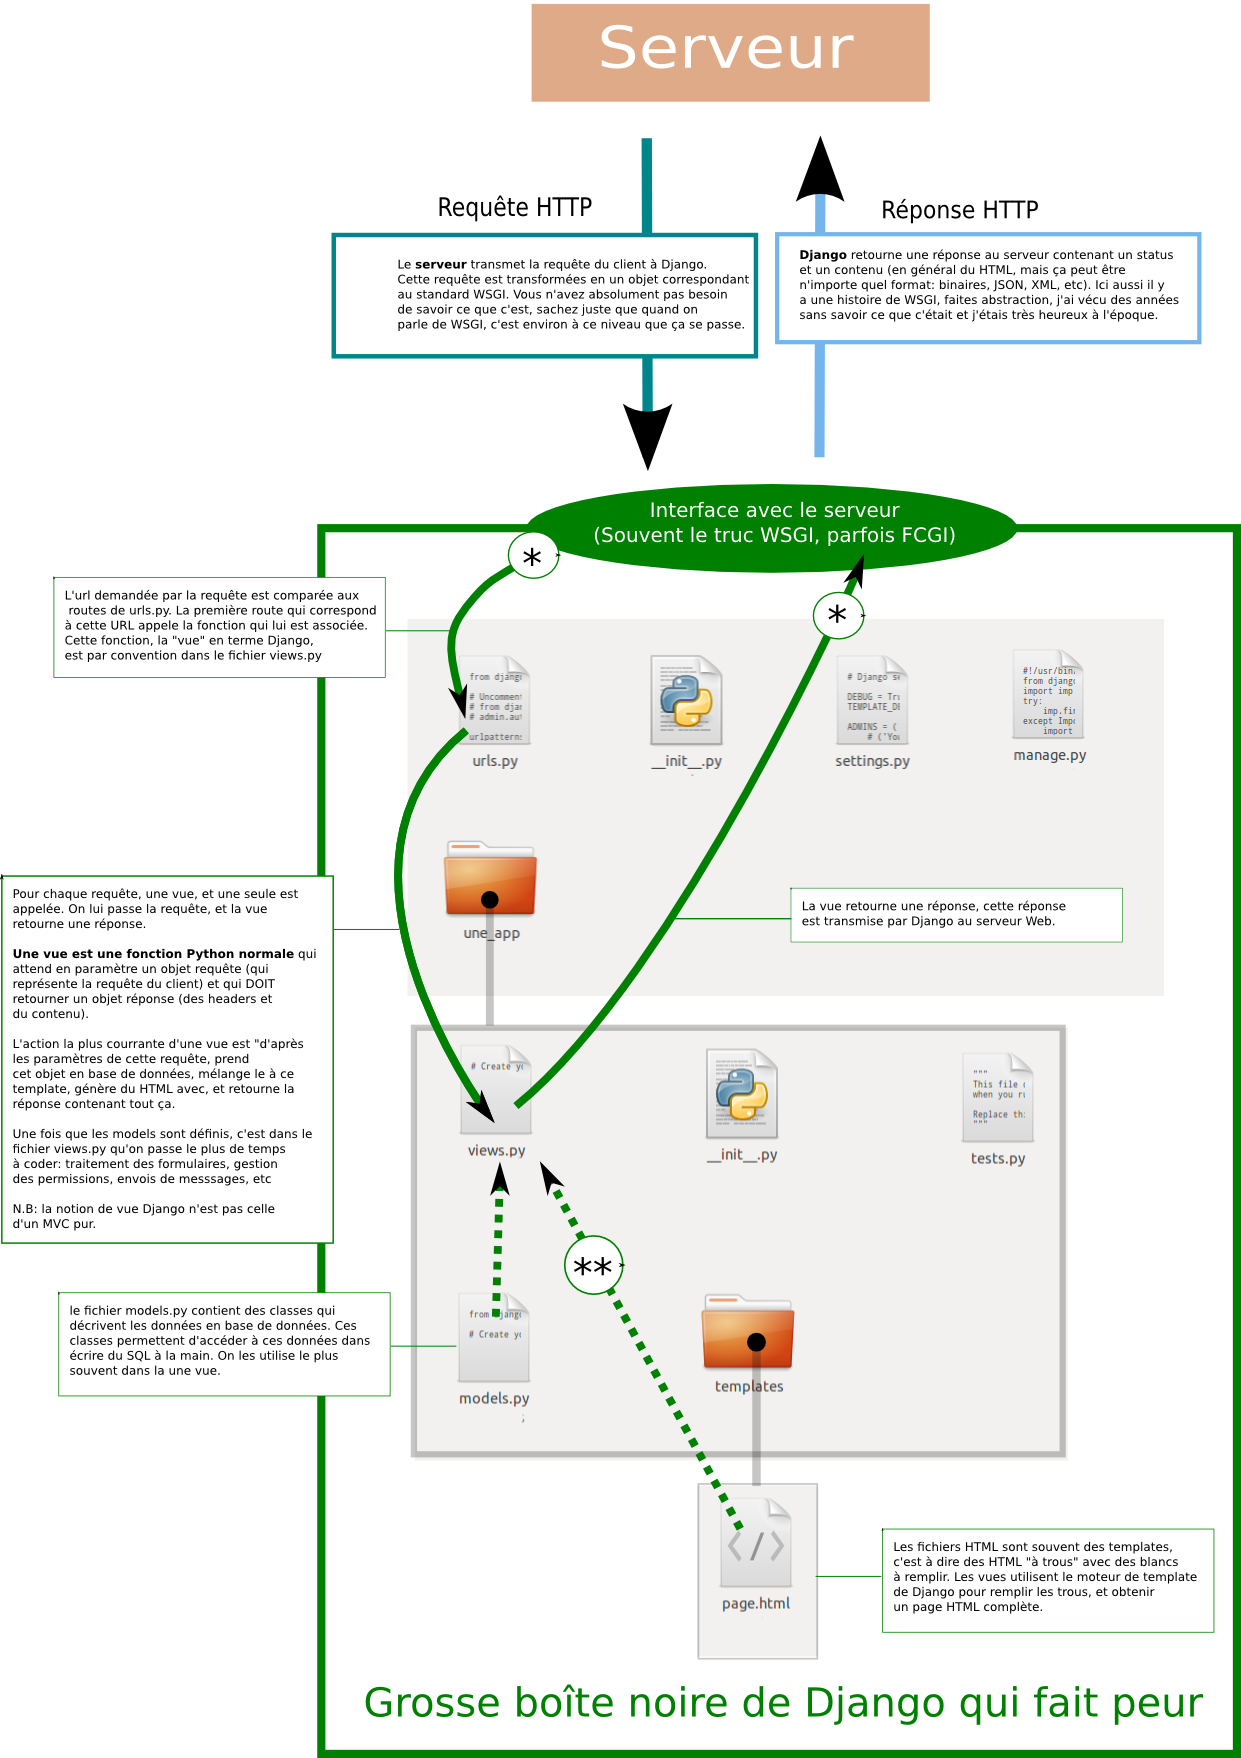 Serveur
Requête HTTP
Réponse HTTP
Le serveur transmet la requête du client à Django.
Cette requête est transformées en un objet correspondant
au standard WSGI. Vous n'avez absolument pas besoin
de savoir ce que c'est, sachez juste que quand on
parle de WSGI, c'est environ à ce niveau que ça se passe.
Django retourne une réponse au serveur contenant un status
et un contenu (en général du HTML, mais ça peut être
n'importe quel format: binaires, JSON, XML, etc). Ici aussi il y
a une histoire de WSGI, faites abstraction, j'ai vécu des années
sans savoir ce que c'était et j'étais très heureux à l'époque.
Interface avec le serveur
(Souvent le truc WSGI, parfois FCGI)
*
*
L'url demandée par la requête est comparée aux
routes de urls.py. La première route qui correspond
à cette URL appele la fonction qui lui est associée.
Cette fonction, la "vue" en terme Django,
est par convention dans le fichier views.py
from django
# Uncomment
# from djan
# admin.aut
urlpatterns
urls.py
__init__.py
# Django se
DEBUG = Tru
TEMPLATE_DE
ADMINS = (
# ('You
settings.py
#!/usr/bin/
from django
import imp
try:
imp.fin
except Impo
import
manage.py
une_app
La vue retourne une réponse, cette réponse
est transmise par Django au serveur Web.
Pour chaque requête, une vue, et une seule est
appelée. On lui passe la requête, et la vue
retourne une réponse.
Une vue est une fonction Python normale qui
attend en paramètre un objet requête (qui
représente la requête du client) et qui DOIT
retourner un objet réponse (des headers et
du contenu).
L'action la plus courrante d'une vue est "d'après
les paramètres de cette requête, prend
cet objet en base de données, mélange le à ce
template, génère du HTML avec, et retourne la
réponse contenant tout ça.
Une fois que les models sont définis, c'est dans le
fichier views.py qu'on passe le plus de temps
à coder: traitement des formulaires, gestion
des permissions, envois de messsages, etc
N.B: la notion de vue Django n'est pas celle
d'un MVC pur.
# Create yo
views.py
__init__.py
"""
This file d
when you ru
Replace thi
"""
tests.py
**
le fichier models.py contient des classes qui
décrivent les données en base de données. Ces
classes permettent d'accéder à ces données dans
écrire du SQL à la main. On les utilise le plus
souvent dans la une vue.
from django
# Create yo
models.py
templates
</>
page.html
Les fichiers HTML sont souvent des templates,
c'est à dire des HTML "à trous" avec des blancs
à remplir. Les vues utilisent le moteur de template
de Django pour remplir les trous, et obtenir
un page HTML complète.
Grosse boîte noire de Django qui fait peur